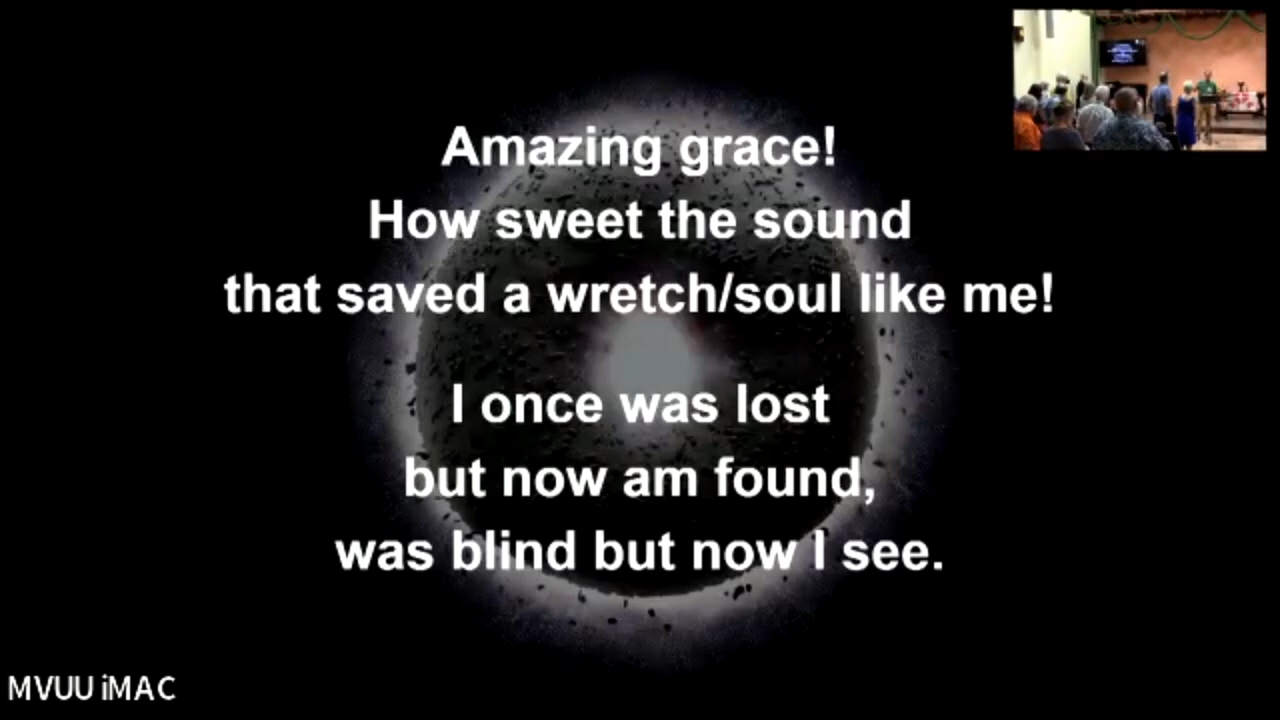 Amazing grace!
How sweet the sound
that saved a wretch/soul like me!
I once was lost
but now am found,
was blind but now I see.
MVUU iMAC